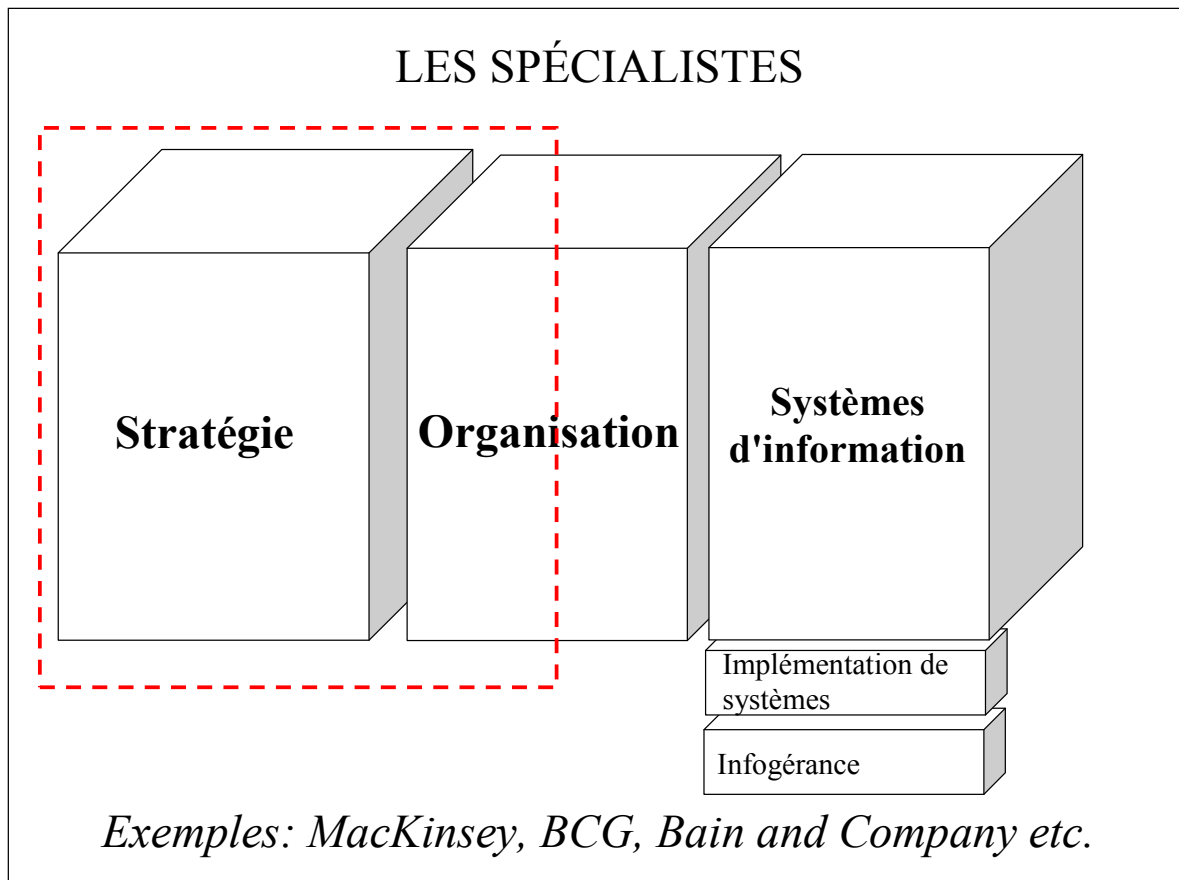 LES SPÉCIALISTES
Stratégie
Organisation
Systèmes
d'information
Implémentation de
systèmes
Infogérance
Exemples: MacKinsey, BCG, Bain and Company etc.